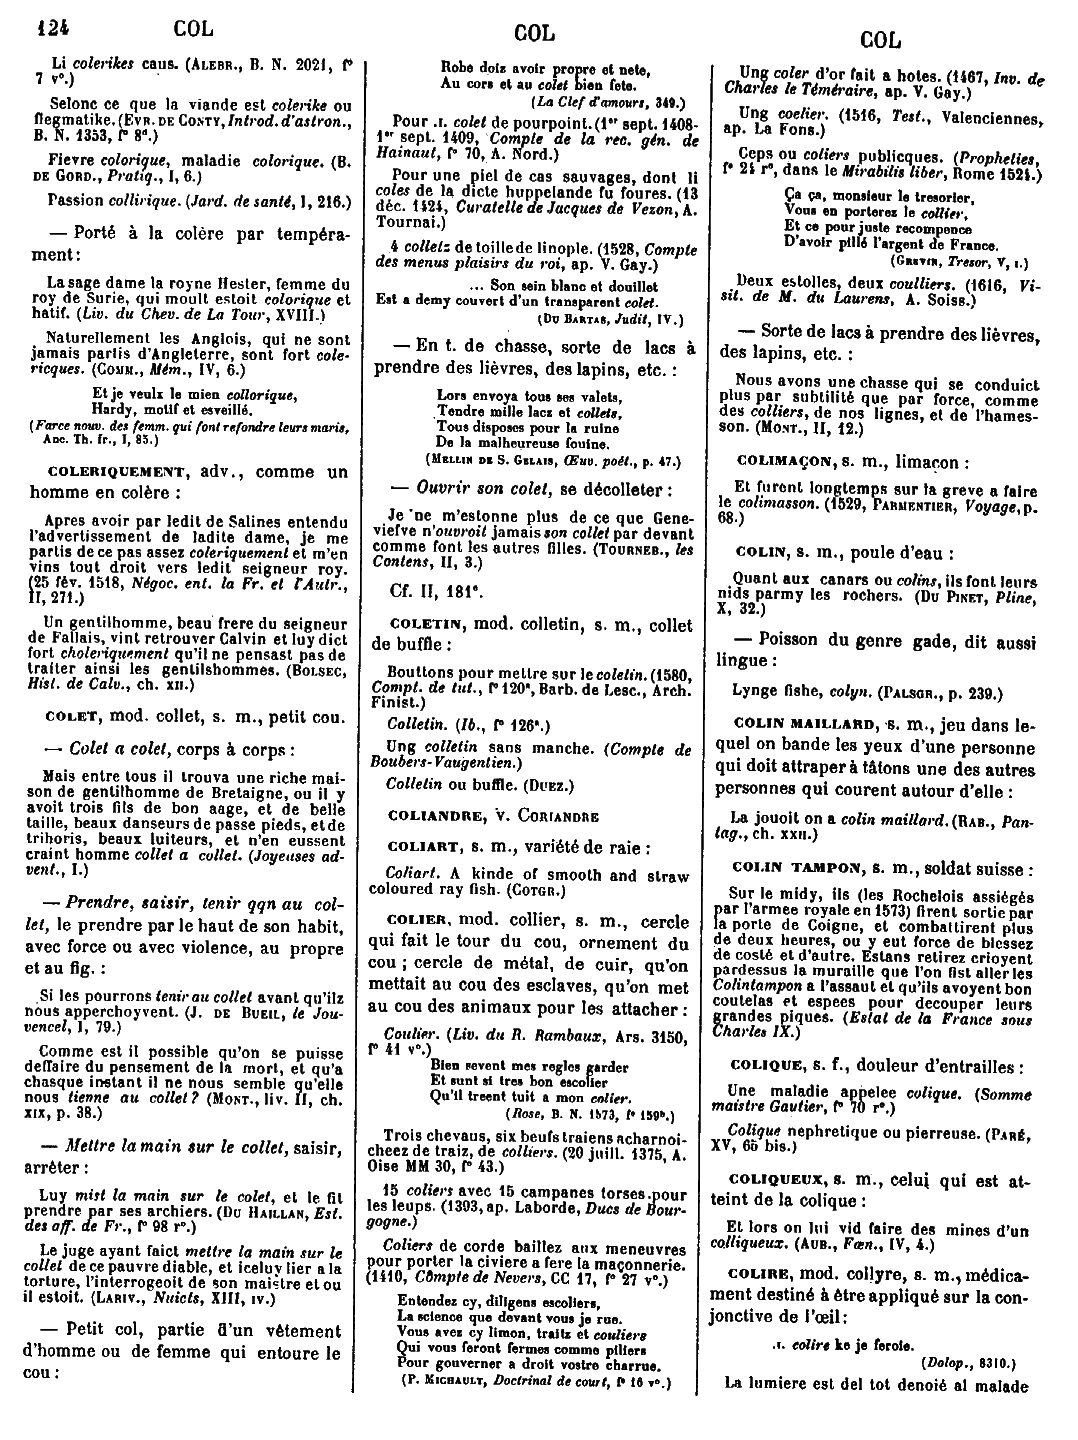 124 COL
COL
COL
Li colerikes caus. (ALEBR., B. N. 2021, f°
7 v°.)
Selonc ce que la viande est colerike ou
flegmatike. (EVR. DE CONTY, Introd. d'astron.,
B. N. 1353, f° 8d.)
Fievre colorique, maladie colorique. (B.
DE GORD., Pratiq., I, 6.)
Passion collirique. (Jard. de santé, I, 216.)
— Porté à la colère par tempéra-
ment :
La sage dame la royne Hester, femme du
roy de Surie, qui moult estoit colorique et
hatif. (Liv. du Chev. de La Tour, XVIII.)
Naturellement les Anglois, qui ne sont
jamais partis d'Angleterre, sont fort cole-
ricques. (COMM., Mém., IV, 6.)
Et je veulx le mien collorique,
Hardy, motif et esveillé.
(Farce nouv. des femm. qui font refondre leurs maris,
Anc. Th. fr., I, 85.)
COLERIQUEMENT, adv., comme un
homme en colère :
Apres avoir par ledit de Salines entendu
l'advertissement de ladite dame, je me
partis de ce pas assez coleriquement et m'en
vins tout droit vers ledit seigneur roy.
(25 fév. 1518, Négoc. ent. la Fr. et l'Autr.,
II, 271.)
Un gentilhomme, beau frere du seigneur
de Fallais, vint retrouver Calvin et luy dict
fort choleriquement qu'il ne pensast pas de
traiter ainsi les gentilshommes. (BOLSEC,
Hist. de Calv., ch. XII.)
COLET, mod. collet, s. m., petit cou.
— Colet a colet, corps à corps :
Mais entre tous il trouva une riche mai-
son de gentilhomme de Bretaigne, ou il y
avoit trois fils de bon aage, et de belle
taille, beaux danseurs de passe pieds, et de
trihoris, beaux luiteurs, et n'en eussent
craint homme collet a collet. (Joyeuses ad-
vent., I.)
— Prendre, saisir, tenir qqn au col-
let, le prendre par le haut de son habit,
avec force ou avec violence, au propre
et au fig. :
Si les pourrons tenir au collet avant qu'ilz
nous apperchoyvent. (J. DE BUEIL, le Jou-
vencel, I, 79.)
Comme est il possible qu'on se puisse
deffaire du pensement de la mort, et qu'a
chasque instant il ne nous semble qu'elle
nous tienne au collet ? (MONT., liv. II, ch.
XIX, p. 38.)
— Mettre la main sur le collet, saisir,
arrêter :
Luy mist la main sur le colet, et le fit
prendre par ses archiers. (DU HAILLAN, Est.
des aff. de Fr., f° 98 r°.)
Le juge ayant faict mettre la main sur le
collet de ce pauvre diable, et iceluy lier a la
torture, l'interrogeoit de son maistre et ou
il estoit. (LARIV., Nuicts, XIII, IV.)
— Petit col, partie d'un vêtement
d'homme ou de femme qui entoure le
cou :
Robe doiz avoir propre et nete,
Au cors et au colet bien fete.
(La Clef d'amours, 349.)
Pour .I. colet de pourpoint. (1er sept. 1408-
1er sept. 1409, Compte de la rec. gén. de
Hainaut, f° 70, A. Nord.)
Pour une piel de cas sauvages, dont li
coles de la dicte huppelande fu foures. (13
déc. 1424, Curatelle de Jacques de Vezon, A.
Tournai.)
4 colletz de toille de linople. (1528, Compte
des menus plaisirs du roi, ap. V. Gay.)
... Son sein blanc et douillet
Est a demy couvert d'un transparent colet.
(DU BARTAS, Judit, IV.)
— En t. de chasse, sorte de lacs à
prendre des lièvres, des lapins, etc. :
Lors envoya tous ses valets,
Tendre mille lacz et collets,
Tous disposes pour la ruine
De la malheureuse fouine.
(MELLIN DE S. GELAIS, Œuv. poét., p. 47.)
— Ouvrir son colet, se décolleter :
Je ne m'estonne plus de ce que Gene-
viefve n'ouvroit jamais son collet par devant
comme font les autres filles. (TOURNEB., les
Contens, II, 3.)
Cf. II, 181a.
COLETIN, mod. colletin, s. m., collet
de buffle :
Bouttons pour mettre sur le coletin. (1580,
Compt. de tut., f° 120a, Barb. de Lesc., Arch.
Finist.)
Colletin. (Ib., f° 126a.)
Ung colletin sans manche. (Compte de
Boubers-Vaugentien.)
Colletin ou buffle. (DUEZ.)
COLIANDRE, V. CORIANDRE
COLIART, s. m., variété de raie :
Coliart. A kinde of smooth and straw
coloured ray fish. (COTGR.)
COLIER, mod. collier, s. m., cercle
qui fait le tour du cou, ornement du
cou ; cercle de métal, de cuir, qu'on
mettait au cou des esclaves, qu'on met
au cou des animaux pour les attacher :
Coulier. (Liv. du R. Rambaux, Ars. 3150,
f° 41 v°.)
Bien sevent mes regles garder
Et sunt si tres bon escolier
Qu'il treent tuit a mon colier.
(Rose, B. N. 1573, f° 159b.)
Trois chevaus, six beufs traiens acharnoi-
cheez de traiz, de colliers. (20 juill. 1375, A.
Oise MM 30, f° 43.)
15 coliers avec 15 campanes torses pour
les leups. (1393, ap. Laborde, Ducs de Bour-
gogne.)
Coliers de corde baillez aux meneuvres
pour porter la civiere a fere la maçonnerie.
(1410, Compte de Nevers, CC 17, f° 27 v°.)
Entendez cy, diligens escoliers,
La science que devant vous je rue.
Vous avez cy limon, traitz et couliers
Qui vous feront fermes comme pilliers
Pour gouverner a droit vostre charrue.
(P. MICHAULT, Doctrinal de court, f° 16 v°.)
Ung coler d'or fait a hotes. (1467, Inv. de
Charles le Téméraire, ap. V. Gay.)
Ung coelier. (1516, Test., Valenciennes,
ap. La Fons.)
Ceps ou coliers publicques. (Propheties,
f° 24 r°, dans le Mirabilis liber, Rome 1524.)
Ça ça, monsieur le tresorier,
Vous en porterez le collier,
Et ce pour juste recompence
D'avoir pillé l'argent de France.
(GREVIN, Tresor, V, I.)
Deux estolles, deux coulliers. (1616, Vi-
sit. de M. du Laurens, A. Soiss.)
— Sorte de lacs à prendre des lièvres,
des lapins, etc. :
Nous avons une chasse qui se conduict
plus par subtilité que par force, comme
des colliers, de nos lignes, et de l'hames-
son. (MONT., II, 12.)
COLIMAÇON, s. m., limaçon :
Et furent longtemps sur la greve a faire
le colimasson. (1529, PARMENTIER, Voyage, p.
68.)
COLIN, s. m., poule d'eau :
Quant aux canars ou colins, ils font leurs
nids parmy les rochers. (DU PINET, Pline,
X, 32.)
— Poisson du genre gade, dit aussi
lingue :
Lynge fishe, colyn. (PALSGR., p. 239.)
COLIN MAILLARD, s. m., jeu dans le-
quel on bande les yeux d'une personne
qui doit attraper à tâtons une des autres
personnes qui courent autour d'elle :
La jouoit on a colin maillard. (RAB., Pan-
tag., ch. XXII.)
COLIN TAMPON, s. m., soldat suisse :
Sur le midy, ils (les Rochelois assiégés
par l'armee royale en 1573) firent sortie par
la porte de Coigne, et combattirent plus
de deux heures, ou y eut force de blessez
de costé et d'autre. Estans retirez crioyent
pardessus la muraille que l'on fist aller les
Colintampon a l'assaut et qu'ils avoyent bon
coutelas et espees pour decouper leurs
grandes piques. (Estat de la France sous
Charles IX.)
COLIQUE, s. f., douleur d'entrailles :
Une maladie appelee colique. (Somme
maistre Gautier, f° 70 r°.)
Colique nephretique ou pierreuse. (PARÉ,
XV, 65 bis.)
COLIQUEUX, s. m., celui qui est at-
teint de la colique :
Et lors on lui vid faire des mines d'un
colliqueux. (AUB., Fœn., IV, 4.)
COLIRE, mod. collyre, s. m., médica-
ment destiné à être appliqué sur la con-
jonctive de l'œil :
.I. colire ke je ferole.
(Dolop., 8310.)
La lumiere est del tot denoié al malade